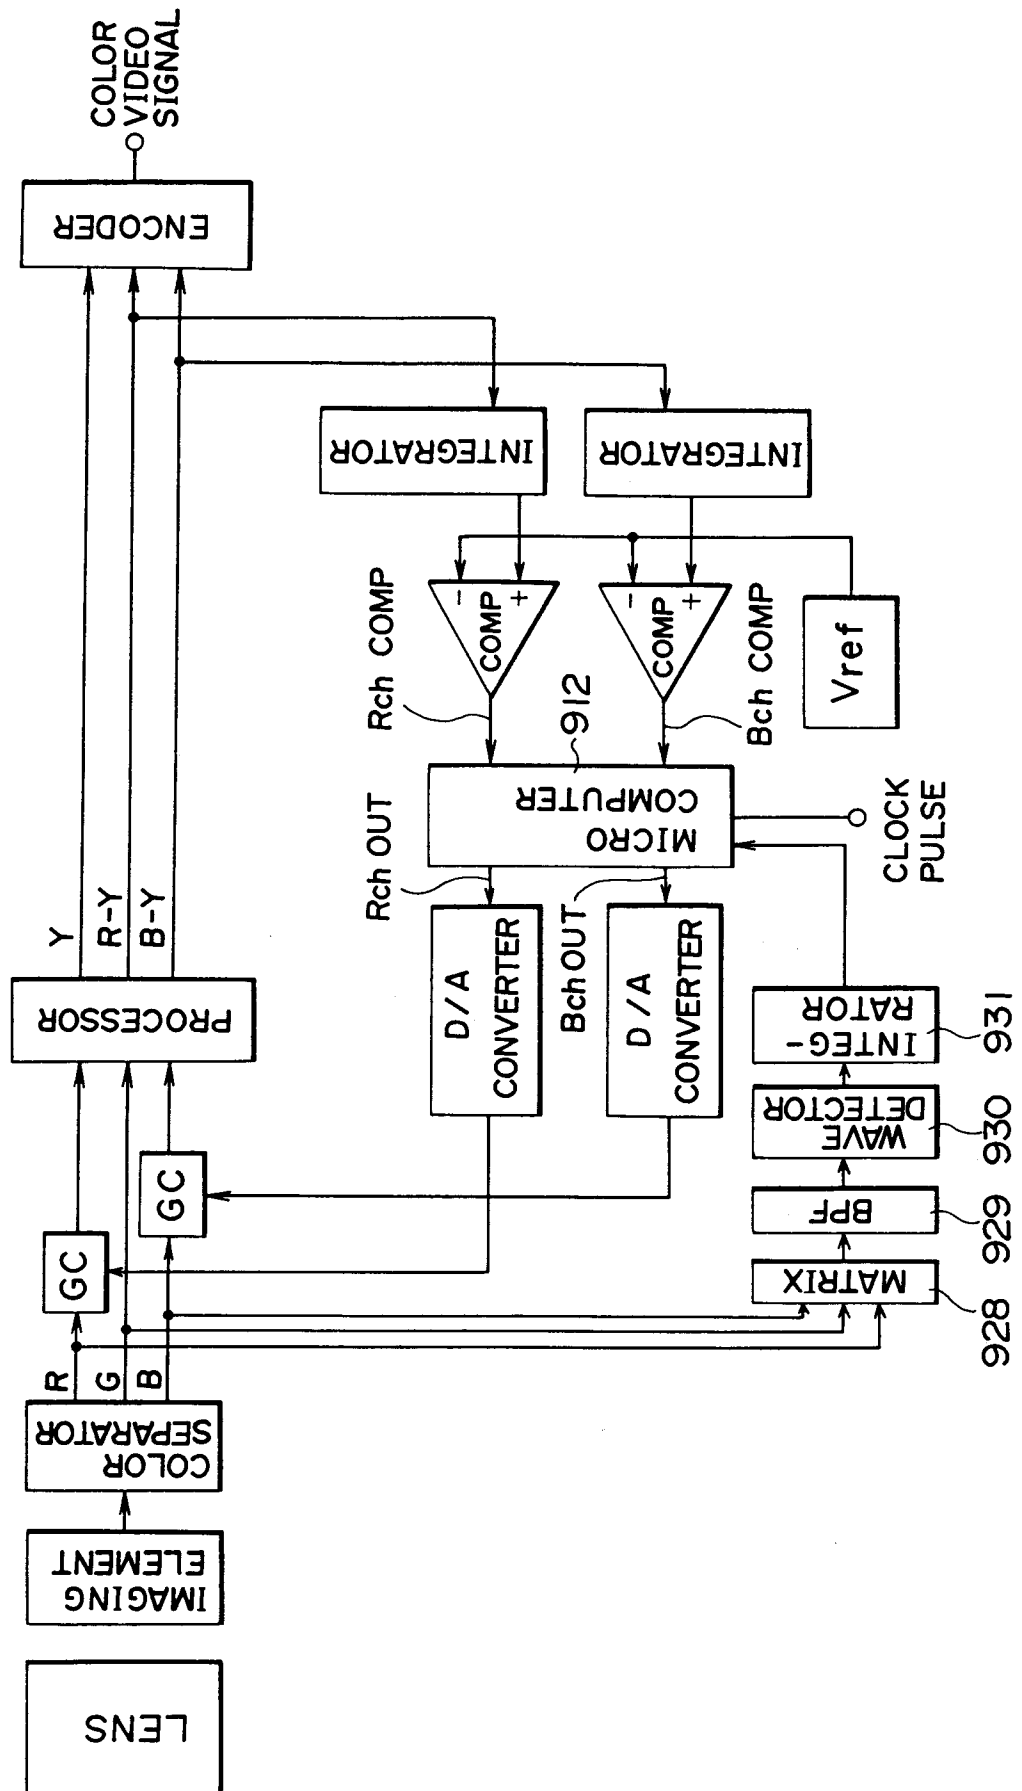 LENS
IMAGING
ELEMENT
COLOR
SEPARATOR
R
G
B
GC
GC
PROCESSOR
Y
R-Y
B-Y
ENCODER
COLOR
VIDEO
SIGNAL
INTEGRATOR
INTEGRATOR
COMP
-
+
COMP
-
+
Rch COMP
Bch COMP
Vref
MICRO
COMPUTER
912
CLOCK
PULSE
Rch OUT
Bch OUT
D/A
CONVERTER
D/A
CONVERTER
MATRIX
928
BPF
929
WAVE
DETECTOR
930
INTEG-
RATOR
931